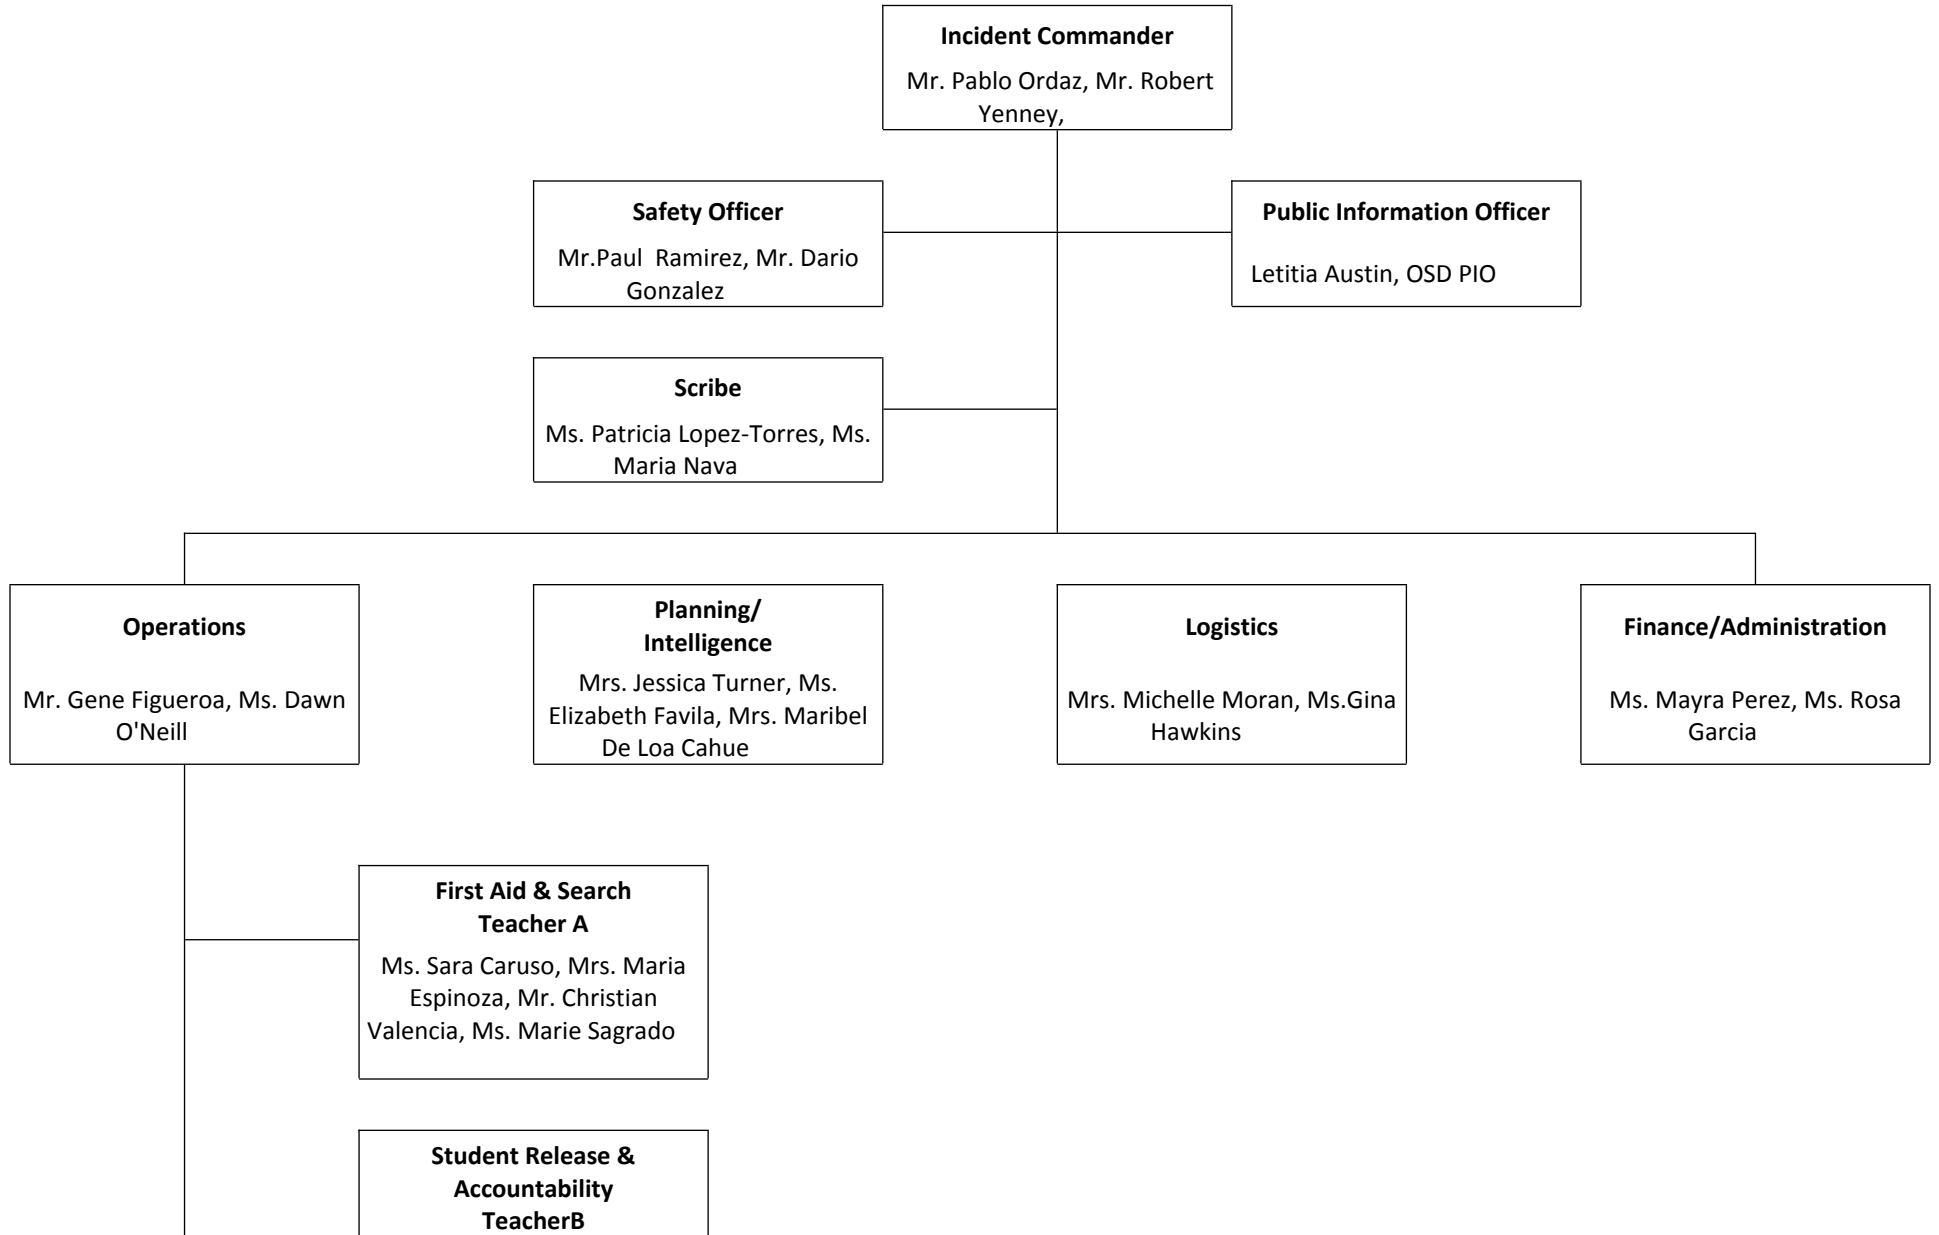 Incident Commander
Mr. Pablo Ordaz, Mr. Robert
Yenney,
Safety Officer
Mr.Paul  Ramirez, Mr. Dario
Gonzalez
Public Information Officer
Letitia Austin, OSD PIO
Scribe
Ms. Patricia Lopez-Torres, Ms.
Maria Nava
Operations
Mr. Gene Figueroa, Ms. Dawn
O'Neill
Planning/
Intelligence
Mrs. Jessica Turner, Ms.
Elizabeth Favila, Mrs. Maribel
De Loa Cahue
Logistics
Mrs. Michelle Moran, Ms.Gina
Hawkins
Finance/Administration
Ms. Mayra Perez, Ms. Rosa
Garcia
First Aid & Search
Teacher A
Ms. Sara Caruso, Mrs. Maria
Espinoza, Mr. Christian
Valencia, Ms. Marie Sagrado
Student Release &
Accountability
TeacherB